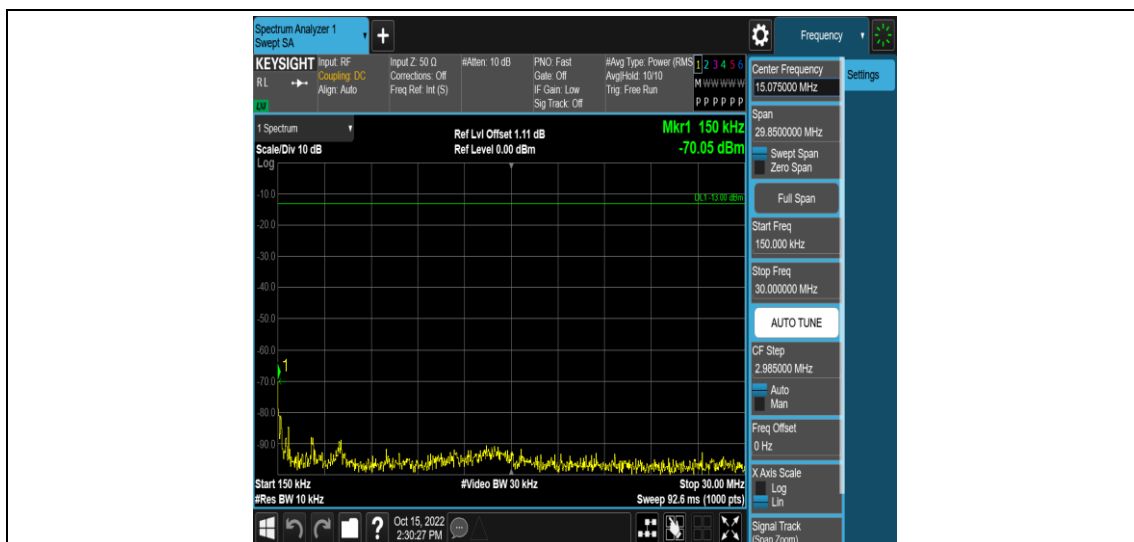 Spectrum Analyzer 1
Swept SA
+
Frequency
KEYSIGHT
RL
LXI
Input: RF
Coupling: DC
Align: Auto
Input Z: 50 Ω
Corrections: Off
Freq Ref: Int (S)
#Atten: 10 dB
PNO: Fast
Gate: Off
IF Gain: Low
Sig Track: Off
#Avg Type: Power (RMS
Avg|Hold: 10/10
Trig: Free Run
1 2 3 4 5 6
M W W W W W
P P P P P P
1 Spectrum
Scale/Div 10 dB
Log
Ref Lvl Offset 1.11 dB
Ref Level 0.00 dBm
Mkr1 150 kHz
-70.05 dBm
DL1 -13.00 dBm
-10.0
-20.0
-30.0
-40.0
-50.0
-60.0
-70.0
-80.0
-90.0
1
Start 150 kHz
#Res BW 10 kHz
#Video BW 30 kHz
Stop 30.00 MHz
Sweep 92.6 ms (1000 pts)
?
Oct 15, 2022
2:30:27 PM
Center Frequency
15.075000 MHz
Settings
Span
29.8500000 MHz
Swept Span
Zero Span
Full Span
Start Freq
150.000 kHz
Stop Freq
30.000000 MHz
AUTO TUNE
CF Step
2.985000 MHz
Auto
Man
Freq Offset
0 Hz
X Axis Scale
Log
Lin
Signal Track
(Span Zoom)